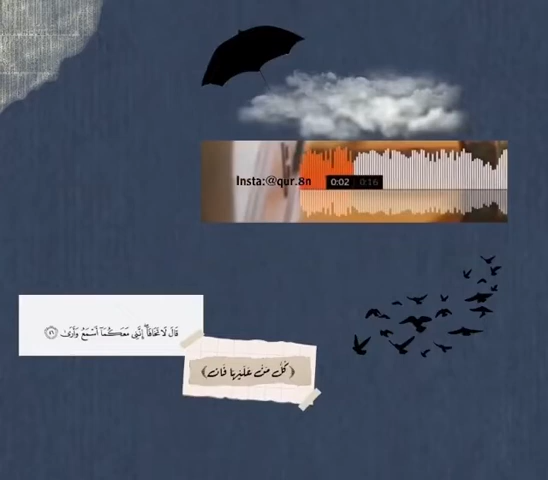 Insta:@qur.8n
0:02 0:16
قَالَ لَا تَخَافَا ۖ إِنَّنِي مَعَكُمَا أَسْمَعُ وَأَرَىٰ ﴿٤٦﴾
﴿كُلُّ مَنْ عَلَيْهَا فَانٍ﴾